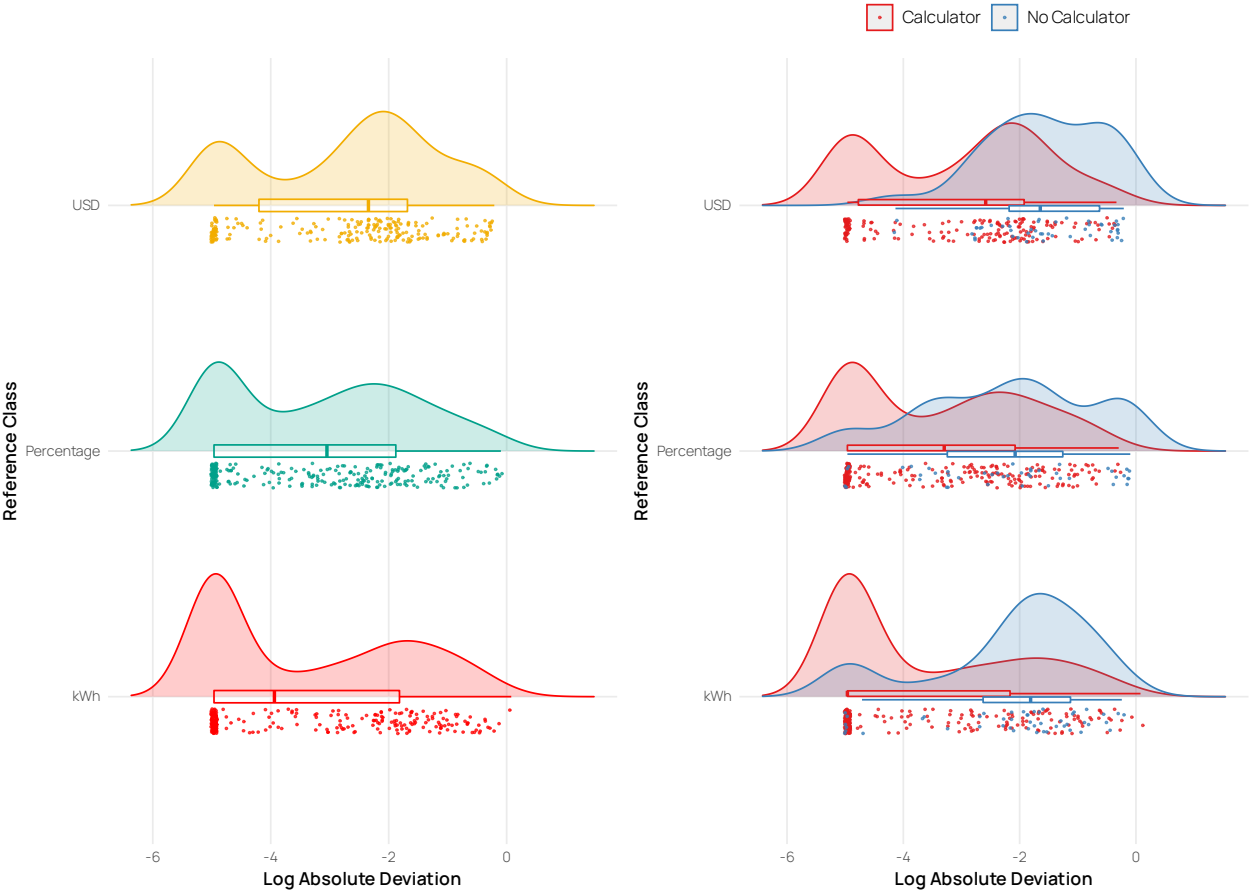 Calculator No Calculator
USD
Percentage
kWh
Reference Class
-6 -4 -2 0
Log Absolute Deviation
USD
Percentage
kWh
Reference Class
-6 -4 -2 0
Log Absolute Deviation